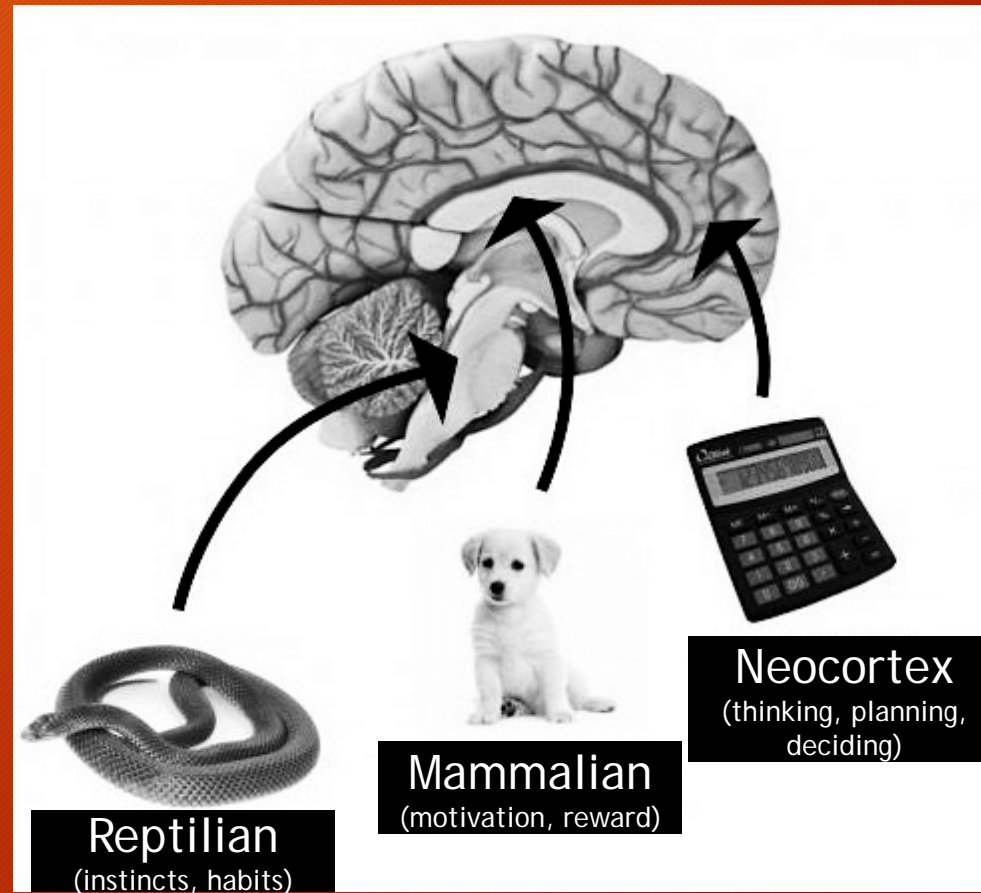 Reptilian
(instincts, habits)
Mammalian
(motivation, reward)
Neocortex
(thinking, planning,
deciding)